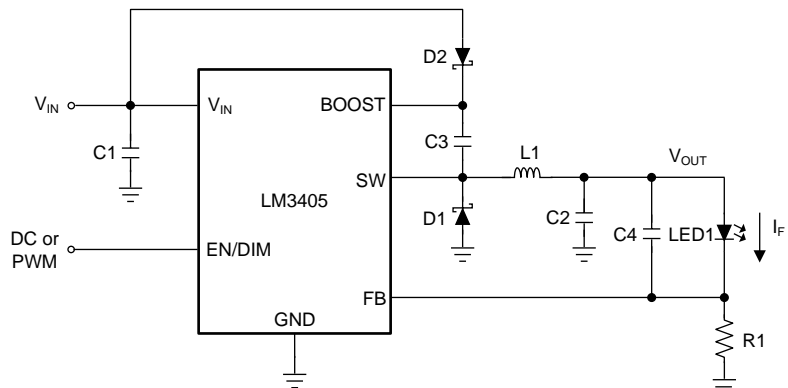 D2
V_IN
V_IN
BOOST
C1
C3
L1
V_OUT
SW
LM3405
D1
C2
C4
LED1
I_F
DC or
PWM
EN/DIM
FB
GND
R1